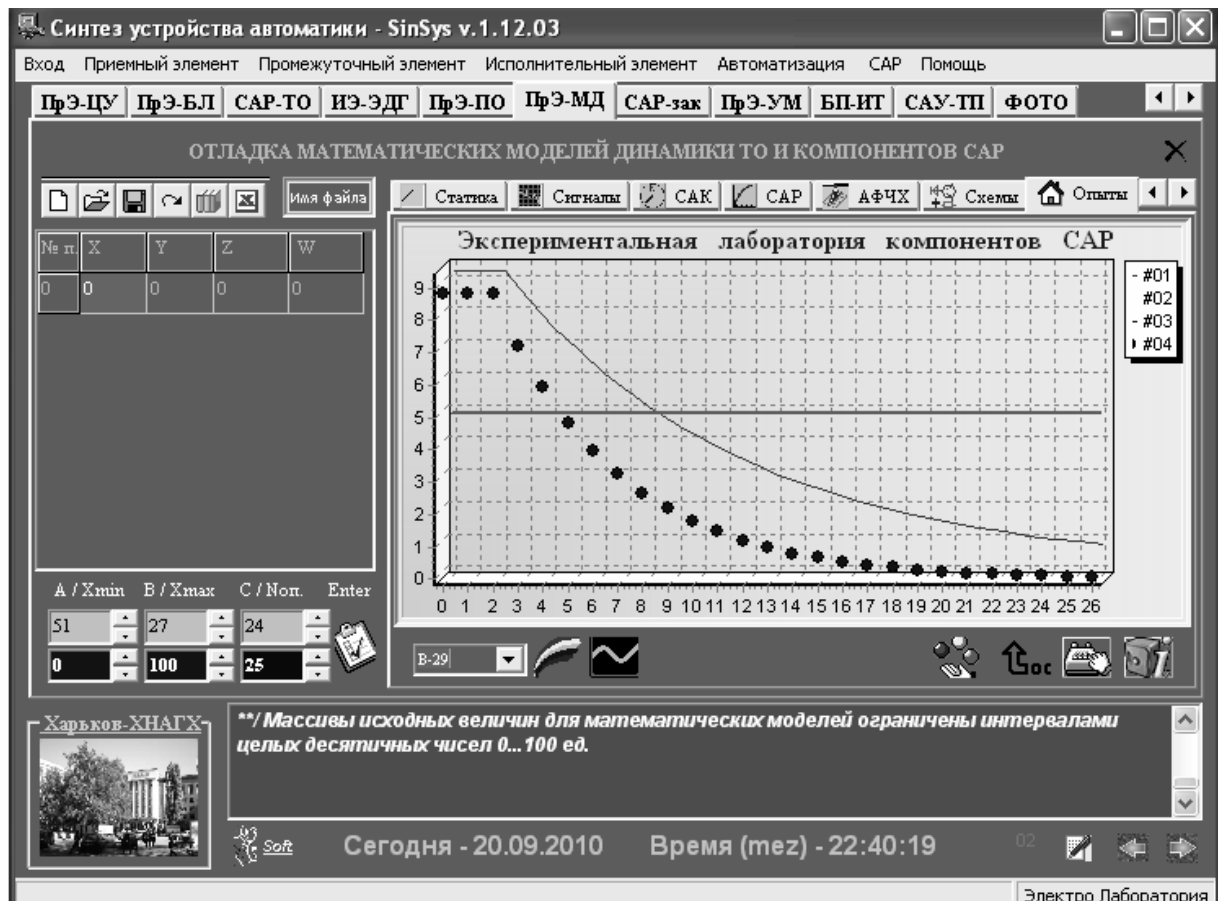 Синтез устройства автоматики - SinSys v.1.12.03
Вход Приемный элемент Промежуточный элемент Исполнительный элемент Автоматизация САР Помощь
ПрЭ-ЦУ ПрЭ-БЛ САР-ТО ИЭ-ЭДГ ПрЭ-ПО ПрЭ-МД САР-зак ПрЭ-УМ БП-ИТ САУ-ТП ФОТО
ОТЛАДКА МАТЕМАТИЧЕСКИХ МОДЕЛЕЙ ДИНАМИКИ ТО И КОМПОНЕНТОВ САР
Имя файла
Статика Сигналы САК САР АФЧХ Схемы Опыты
№ п. X Y Z W
0 0 0 0 0
Экспериментальная лаборатория компонентов САР
#01
#02
#03
#04
9
8
7
6
5
4
3
2
1
0
0 1 2 3 4 5 6 7 8 9 10 11 12 13 14 15 16 17 18 19 20 21 22 23 24 25 26
A / Xmin B / Xmax C / Nоп. Enter
51 27 24
0 100 25
В-29
Gос
Харьков-ХНАГХ
**/ Массивы исходных величин для математических моделей ограничены интервалами
целых десятичных чисел 0...100 ед.
Soft
Сегодня - 20.09.2010 Время (mez) - 22:40:19
02
Электро Лаборатория